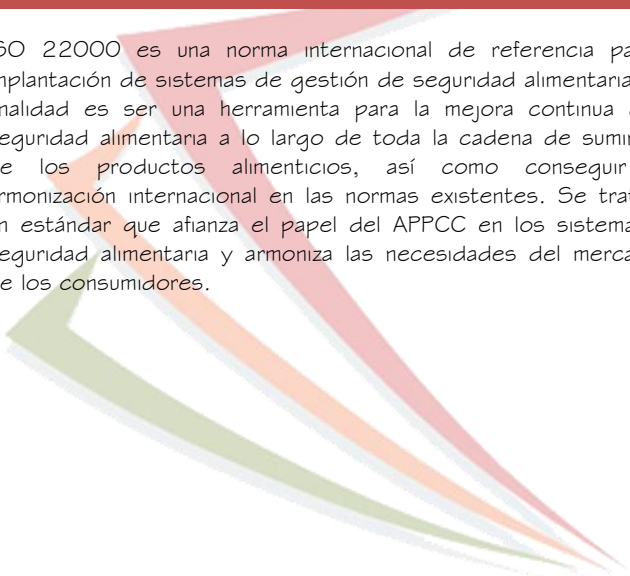 SO 22000 es una norma internacional de referencia pa
mplantación de sistemas de gestión de seguridad alimentaria
nalidad es ser una herramienta para la mejora continua
eguridad alimentaria a lo largo de toda la cadena de sumin
e los productos alimenticios, así como conseguir
rmonización internacional en las normas existentes. Se trat
n estándar que afianza el papel del APPCC en los sistema
eguridad alimentaria y armoniza las necesidades del merca
e los consumidores.